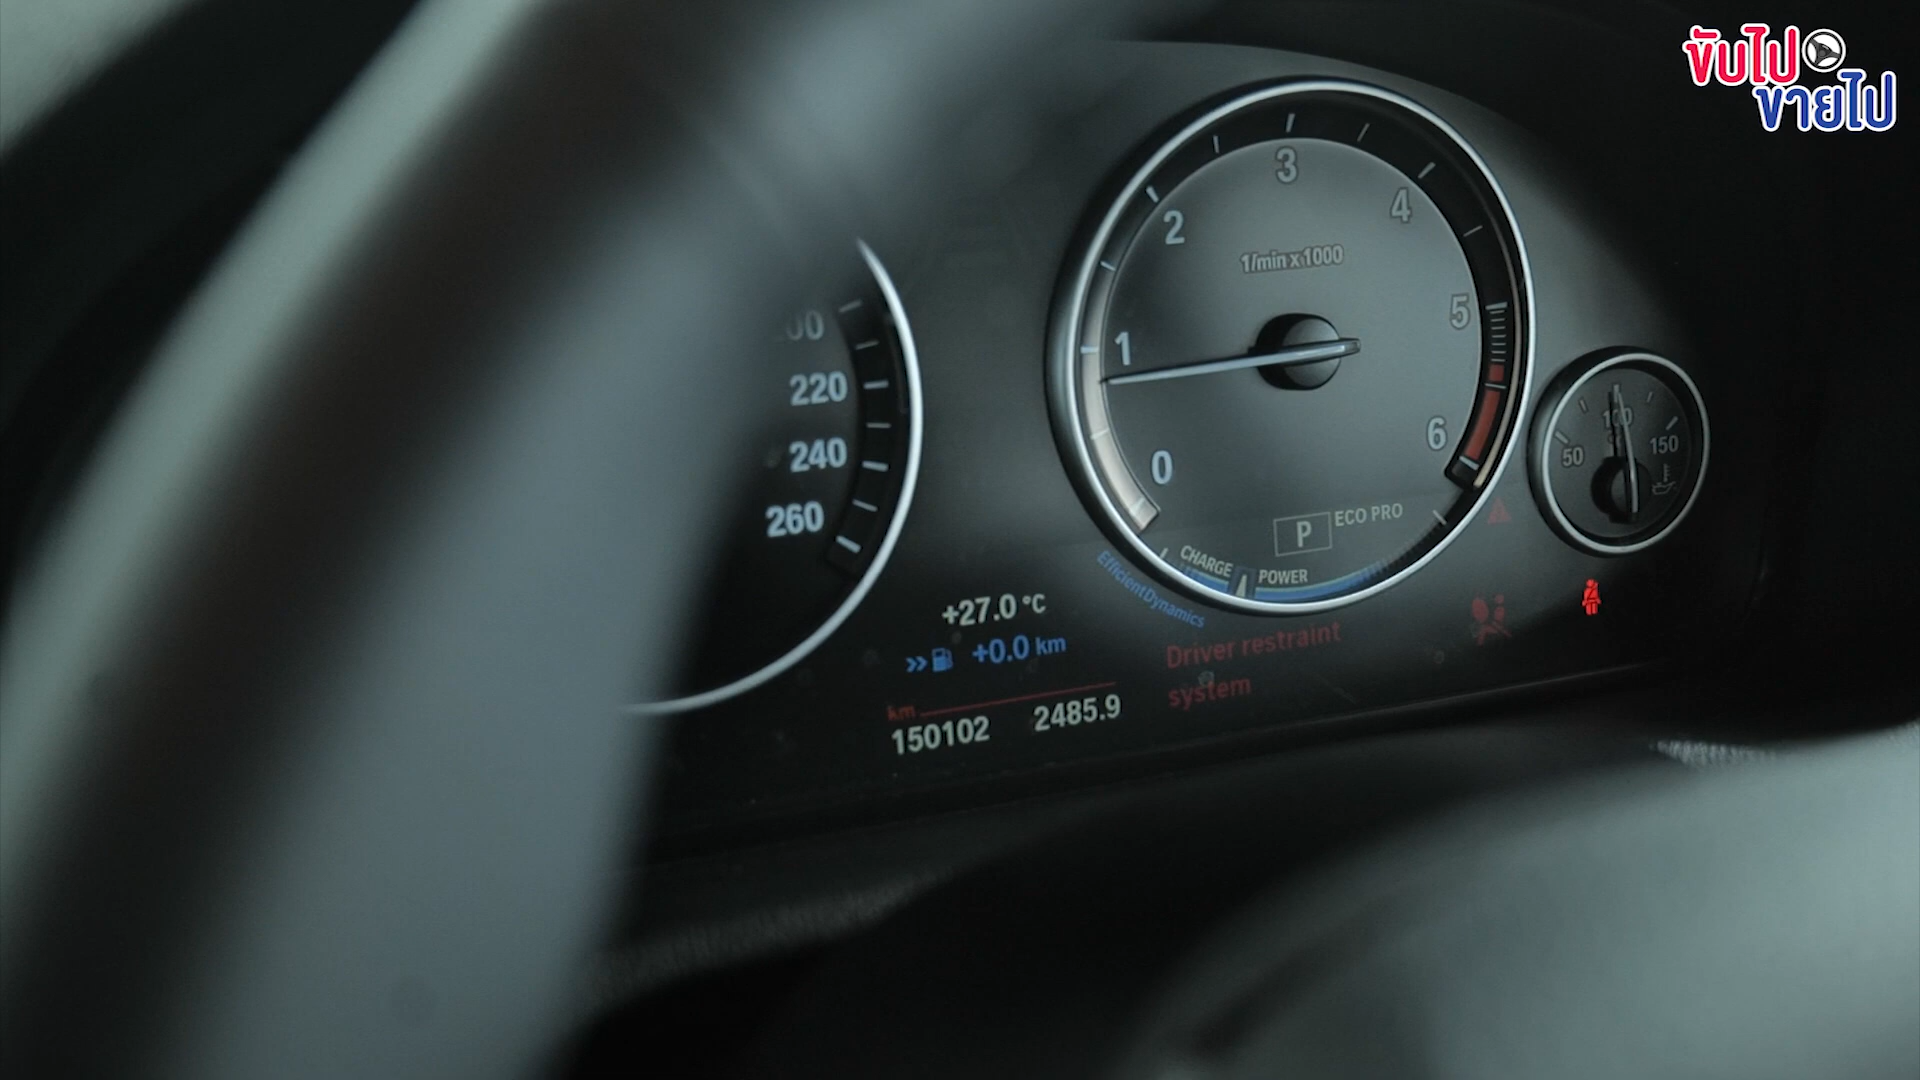 ขับไป
ขายไป
3
2
4
1/min x 1000
1
5
220
240
260
0
6
50
100
150
P
ECO PRO
CHARGE
POWER
EfficientDynamics
+27.0 °C
+0.0 km
Driver restraint
system
km
150102
2485.9